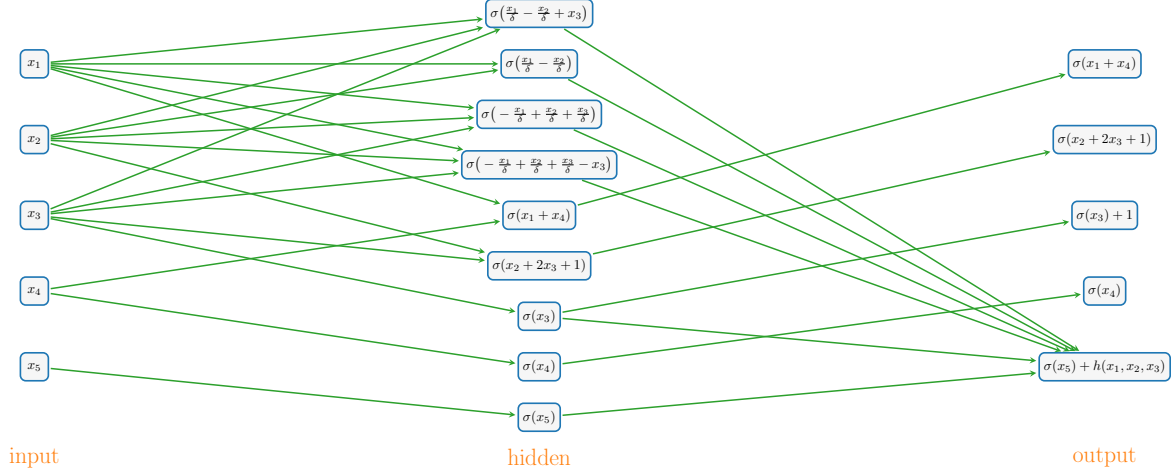 x₁
x₂
x₃
x₄
x₅
input
σ(x₁/δ − x₂/δ + x₃)
σ(x₁/δ − x₂/δ)
σ(− x₁/δ + x₂/δ + x₃/δ)
σ(− x₁/δ + x₂/δ + x₃/δ − x₃)
σ(x₁ + x₄)
σ(x₂ + 2x₃ + 1)
σ(x₃)
σ(x₄)
σ(x₅)
hidden
σ(x₁ + x₄)
σ(x₂ + 2x₃ + 1)
σ(x₃) + 1
σ(x₄)
σ(x₅) + h(x₁, x₂, x₃)
output